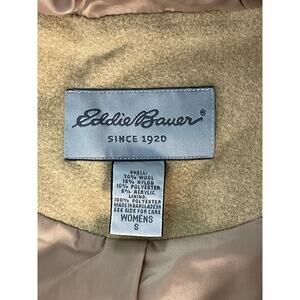 Eddie Bauer®
SINCE 1920
SHELL:
70% WOOL
15% NYLON
10% POLYESTER
5% ACRYLIC
LINING:
100% POLYESTER
MADE IN BANGLADESH
SEE SIDE FOR CARE
WOMENS
S